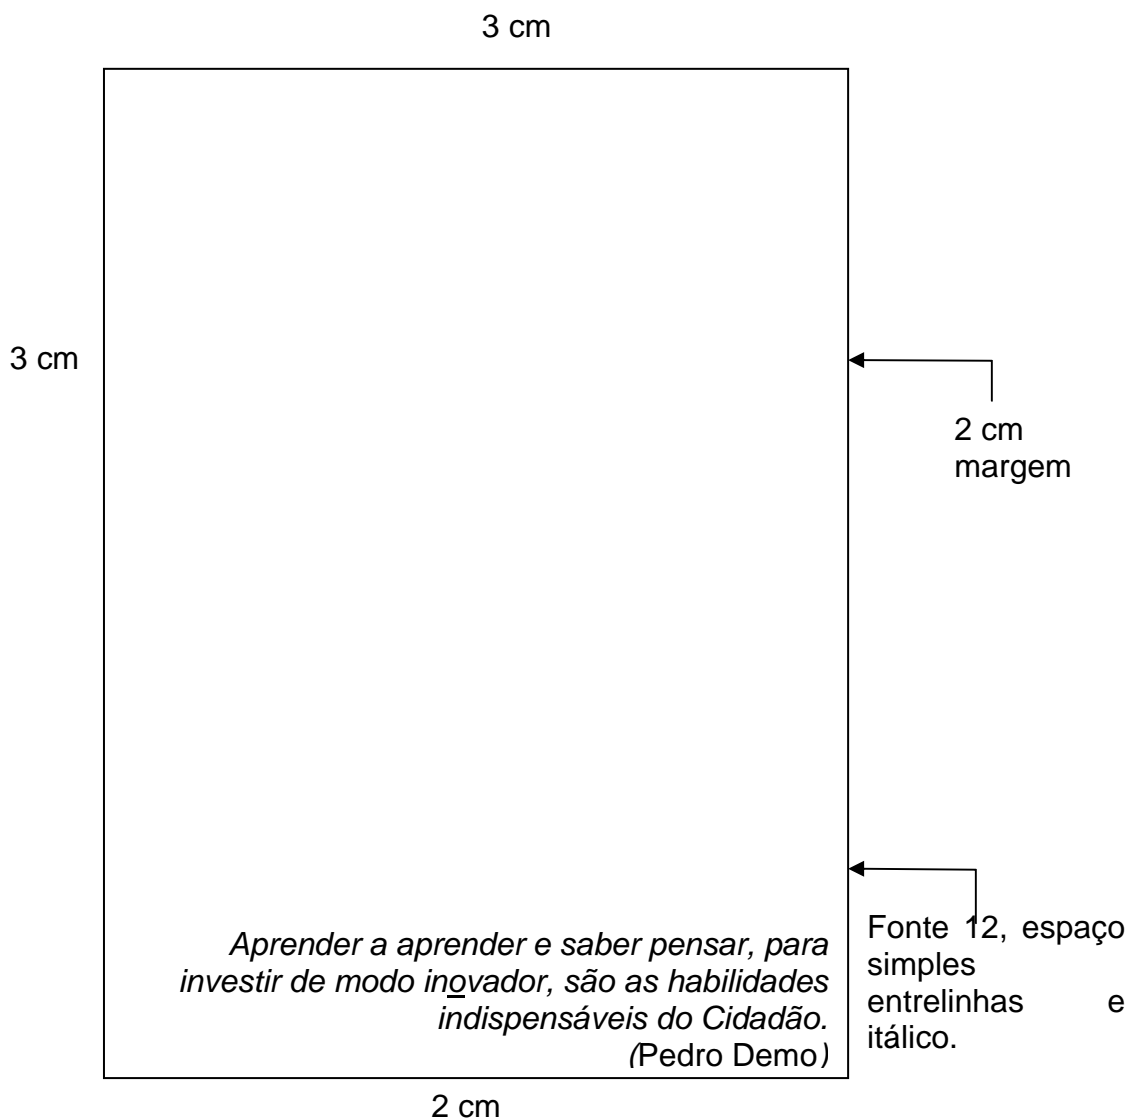 3 cm
3 cm
2 cm
margem
Fonte 12, espaço
simples
entrelinhas e
itálico.
Aprender a aprender e saber pensar, para
investir de modo inovador, são as habilidades
indispensáveis do Cidadão.
(Pedro Demo)
2 cm